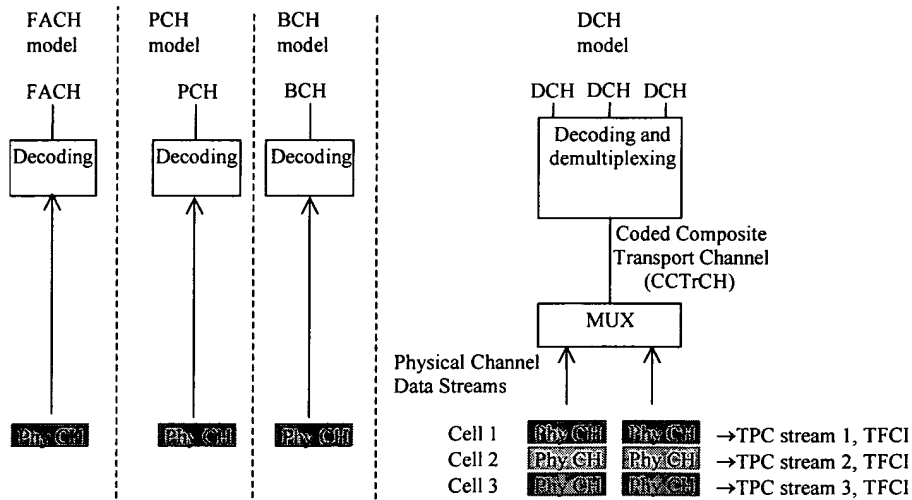 FACH
model
FACH
Decoding
Phy CH
PCH
model
PCH
Decoding
Phy CH
BCH
model
BCH
Decoding
Phy CH
DCH
model
DCH DCH DCH
Decoding and
demultiplexing
Coded Composite
Transport Channel
(CCTrCH)
MUX
Physical Channel
Data Streams
Cell 1 Phy CH Phy CH →TPC stream 1, TFCI
Cell 2 Phy CH Phy CH →TPC stream 2, TFCI
Cell 3 Phy CH Phy CH →TPC stream 3, TFCI